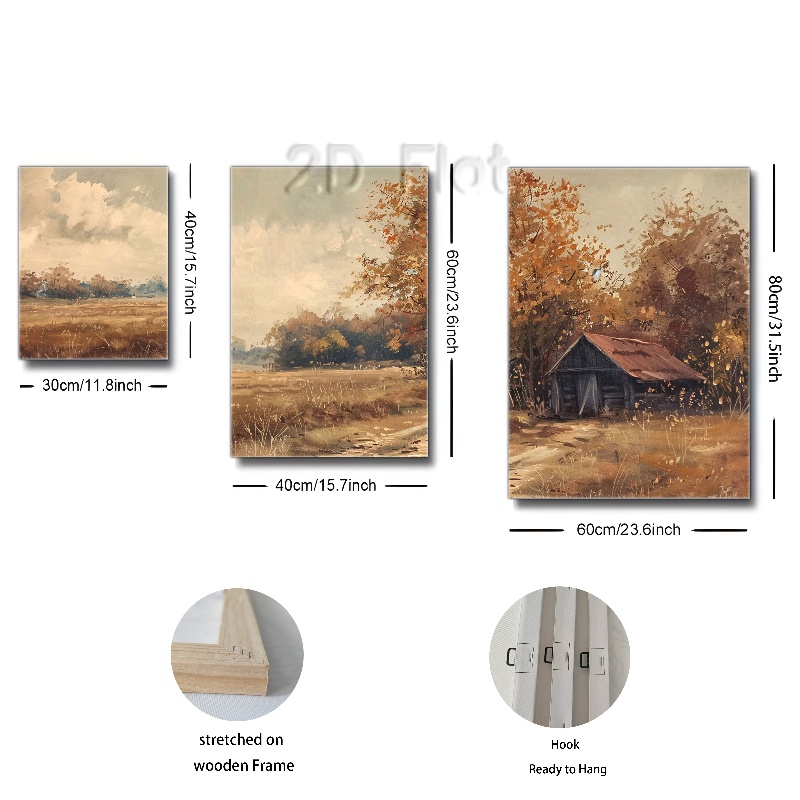 2D Flat
40cm/15.7inch
60cm/23.6inch
80cm/31.5inch
30cm/11.8inch
40cm/15.7inch
60cm/23.6inch
stretched on
wooden Frame
Hook
Ready to Hang